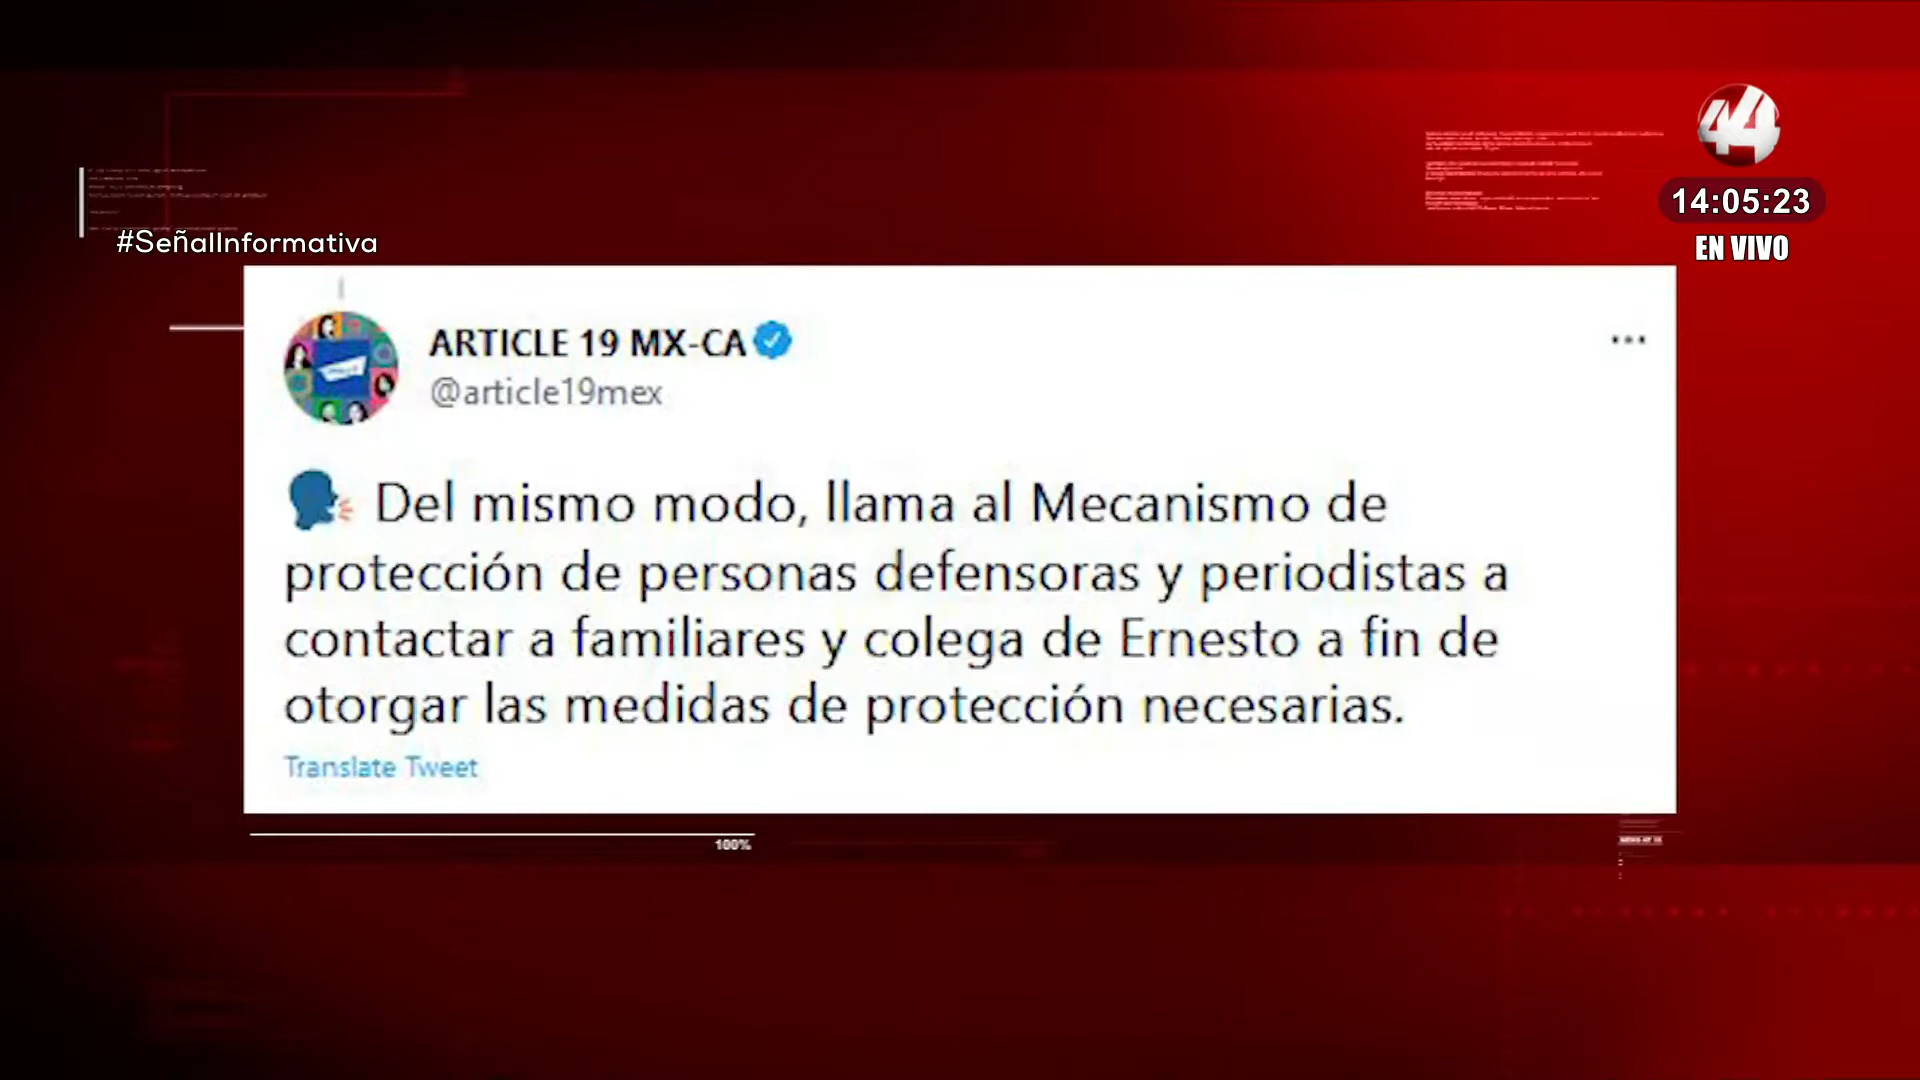 44
14:05:23
EN VIVO
#SeñalInformativa
ARTICLE 19 MX-CA
@article19mex
Del mismo modo, llama al Mecanismo de
protección de personas defensoras y periodistas a
contactar a familiares y colega de Ernesto a fin de
otorgar las medidas de protección necesarias.
Translate Tweet
100%